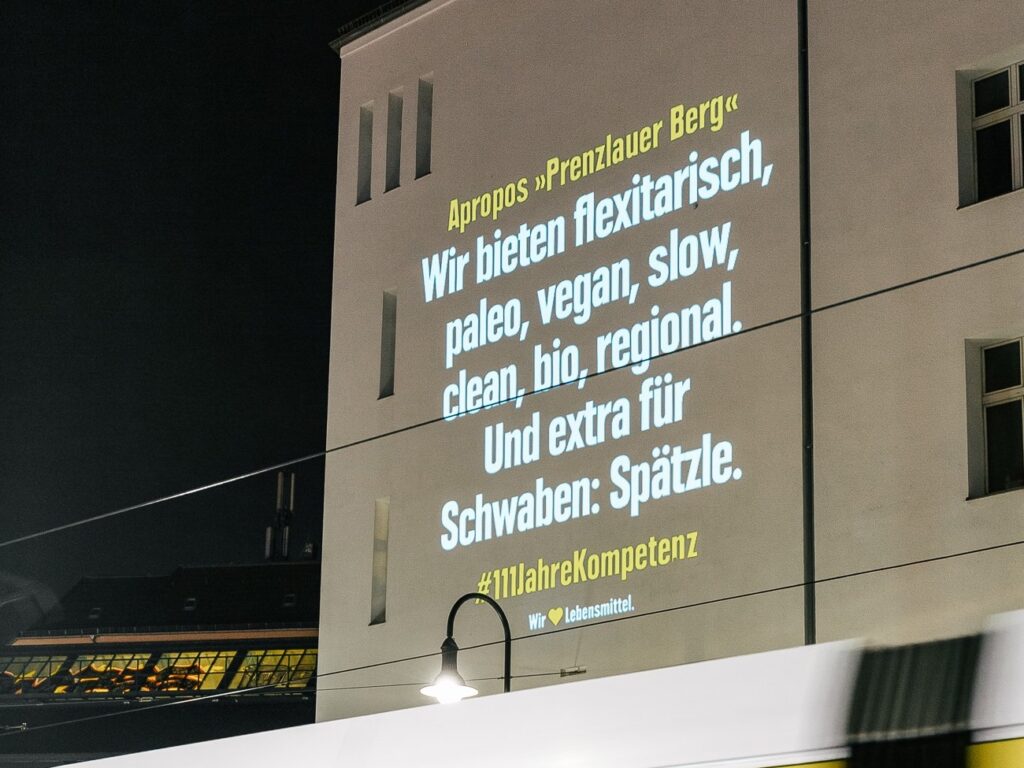 Apropos »Prenzlauer Berg«
Wir bieten flexitarisch,
paleo, vegan, slow,
clean, bio, regional.
Und extra für
Schwaben: Spätzle.
#111JahreKompetenz
Wir 💛 Lebensmittel.